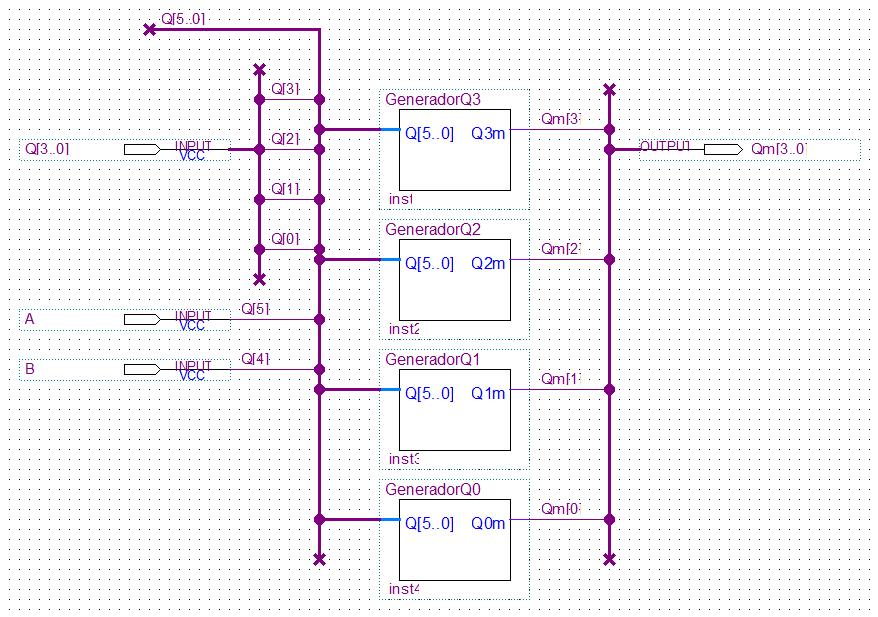 Q[5..0]
Q[3]
GeneradorQ3
Q[5..0] Q3m
Qm[3]
inst
Q[3..0] INPUT
VCC
Q[2]
OUTPUT Qm[3..0]
Q[1]
GeneradorQ2
Q[0]
Q[5..0] Q2m
Qm[2]
inst2
A INPUT
VCC
Q[5]
GeneradorQ1
B INPUT
VCC
Q[4]
Q[5..0] Q1m
Qm[1]
inst3
GeneradorQ0
Q[5..0] Q0m
Qm[0]
inst4